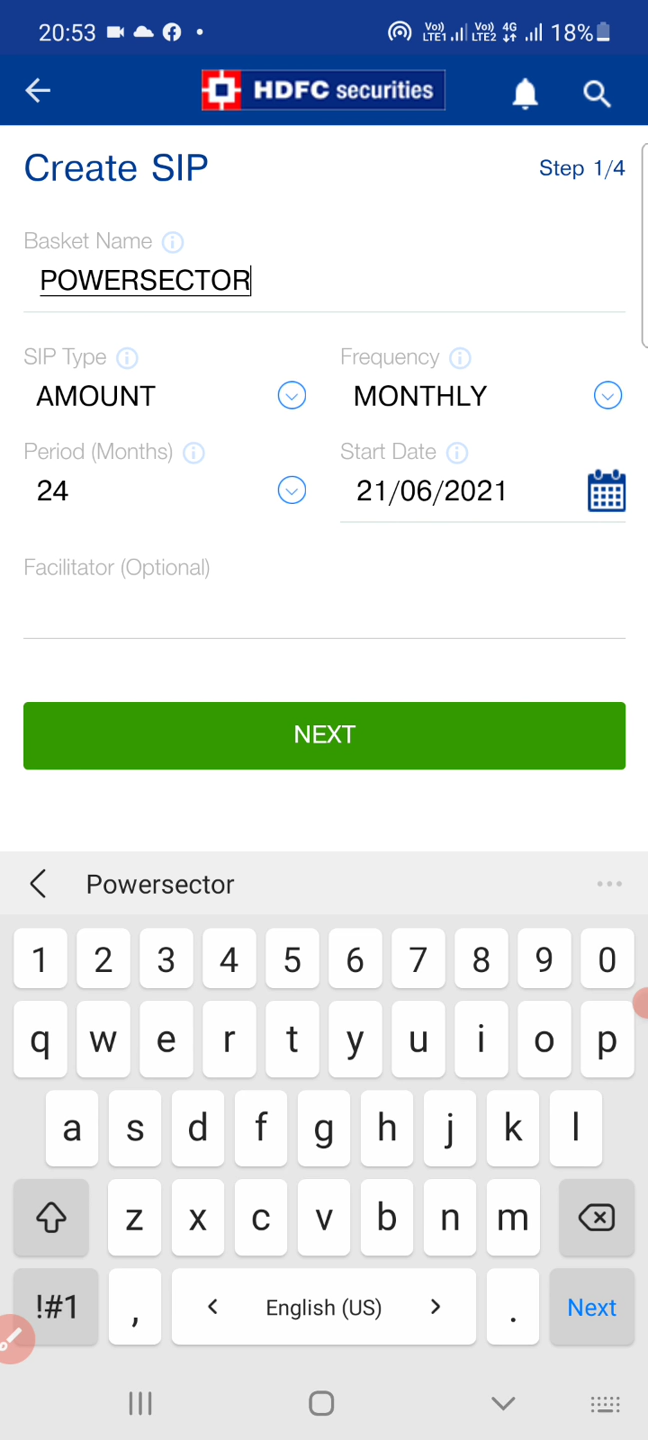 20:53 Vo) LTE1 Vo) LTE2 4G 18%
HDFC securities
Create SIP Step 1/4
Basket Name
POWERSECTOR
SIP Type Frequency
AMOUNT MONTHLY
Period (Months) Start Date
24 21/06/2021
Facilitator (Optional)
NEXT
Powersector
1 2 3 4 5 6 7 8 9 0
q w e r t y u i o p
a s d f g h j k l
z x c v b n m
!#1 , < English (US) > . Next